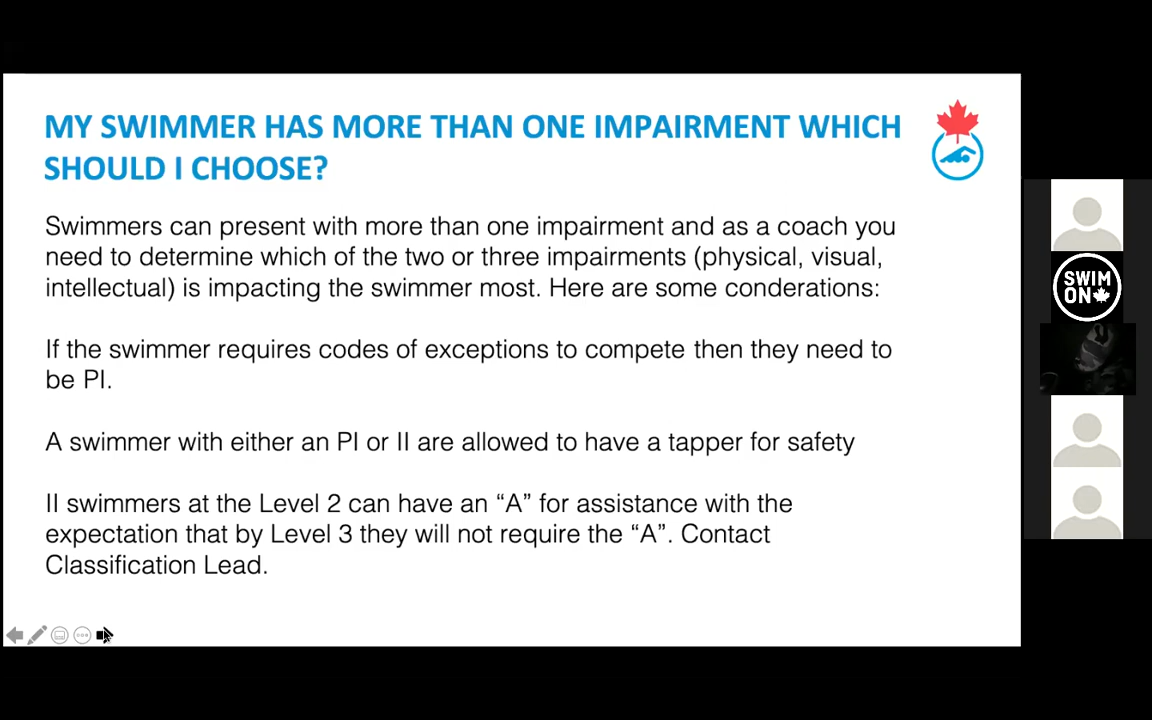 MY SWIMMER HAS MORE THAN ONE IMPAIRMENT WHICH
SHOULD I CHOOSE?
Swimmers can present with more than one impairment and as a coach you
need to determine which of the two or three impairments (physical, visual,
intellectual) is impacting the swimmer most. Here are some conderations:
If the swimmer requires codes of exceptions to compete then they need to
be PI.
A swimmer with either an PI or II are allowed to have a tapper for safety
II swimmers at the Level 2 can have an “A” for assistance with the
expectation that by Level 3 they will not require the “A”. Contact
Classification Lead.
SWIM
ON